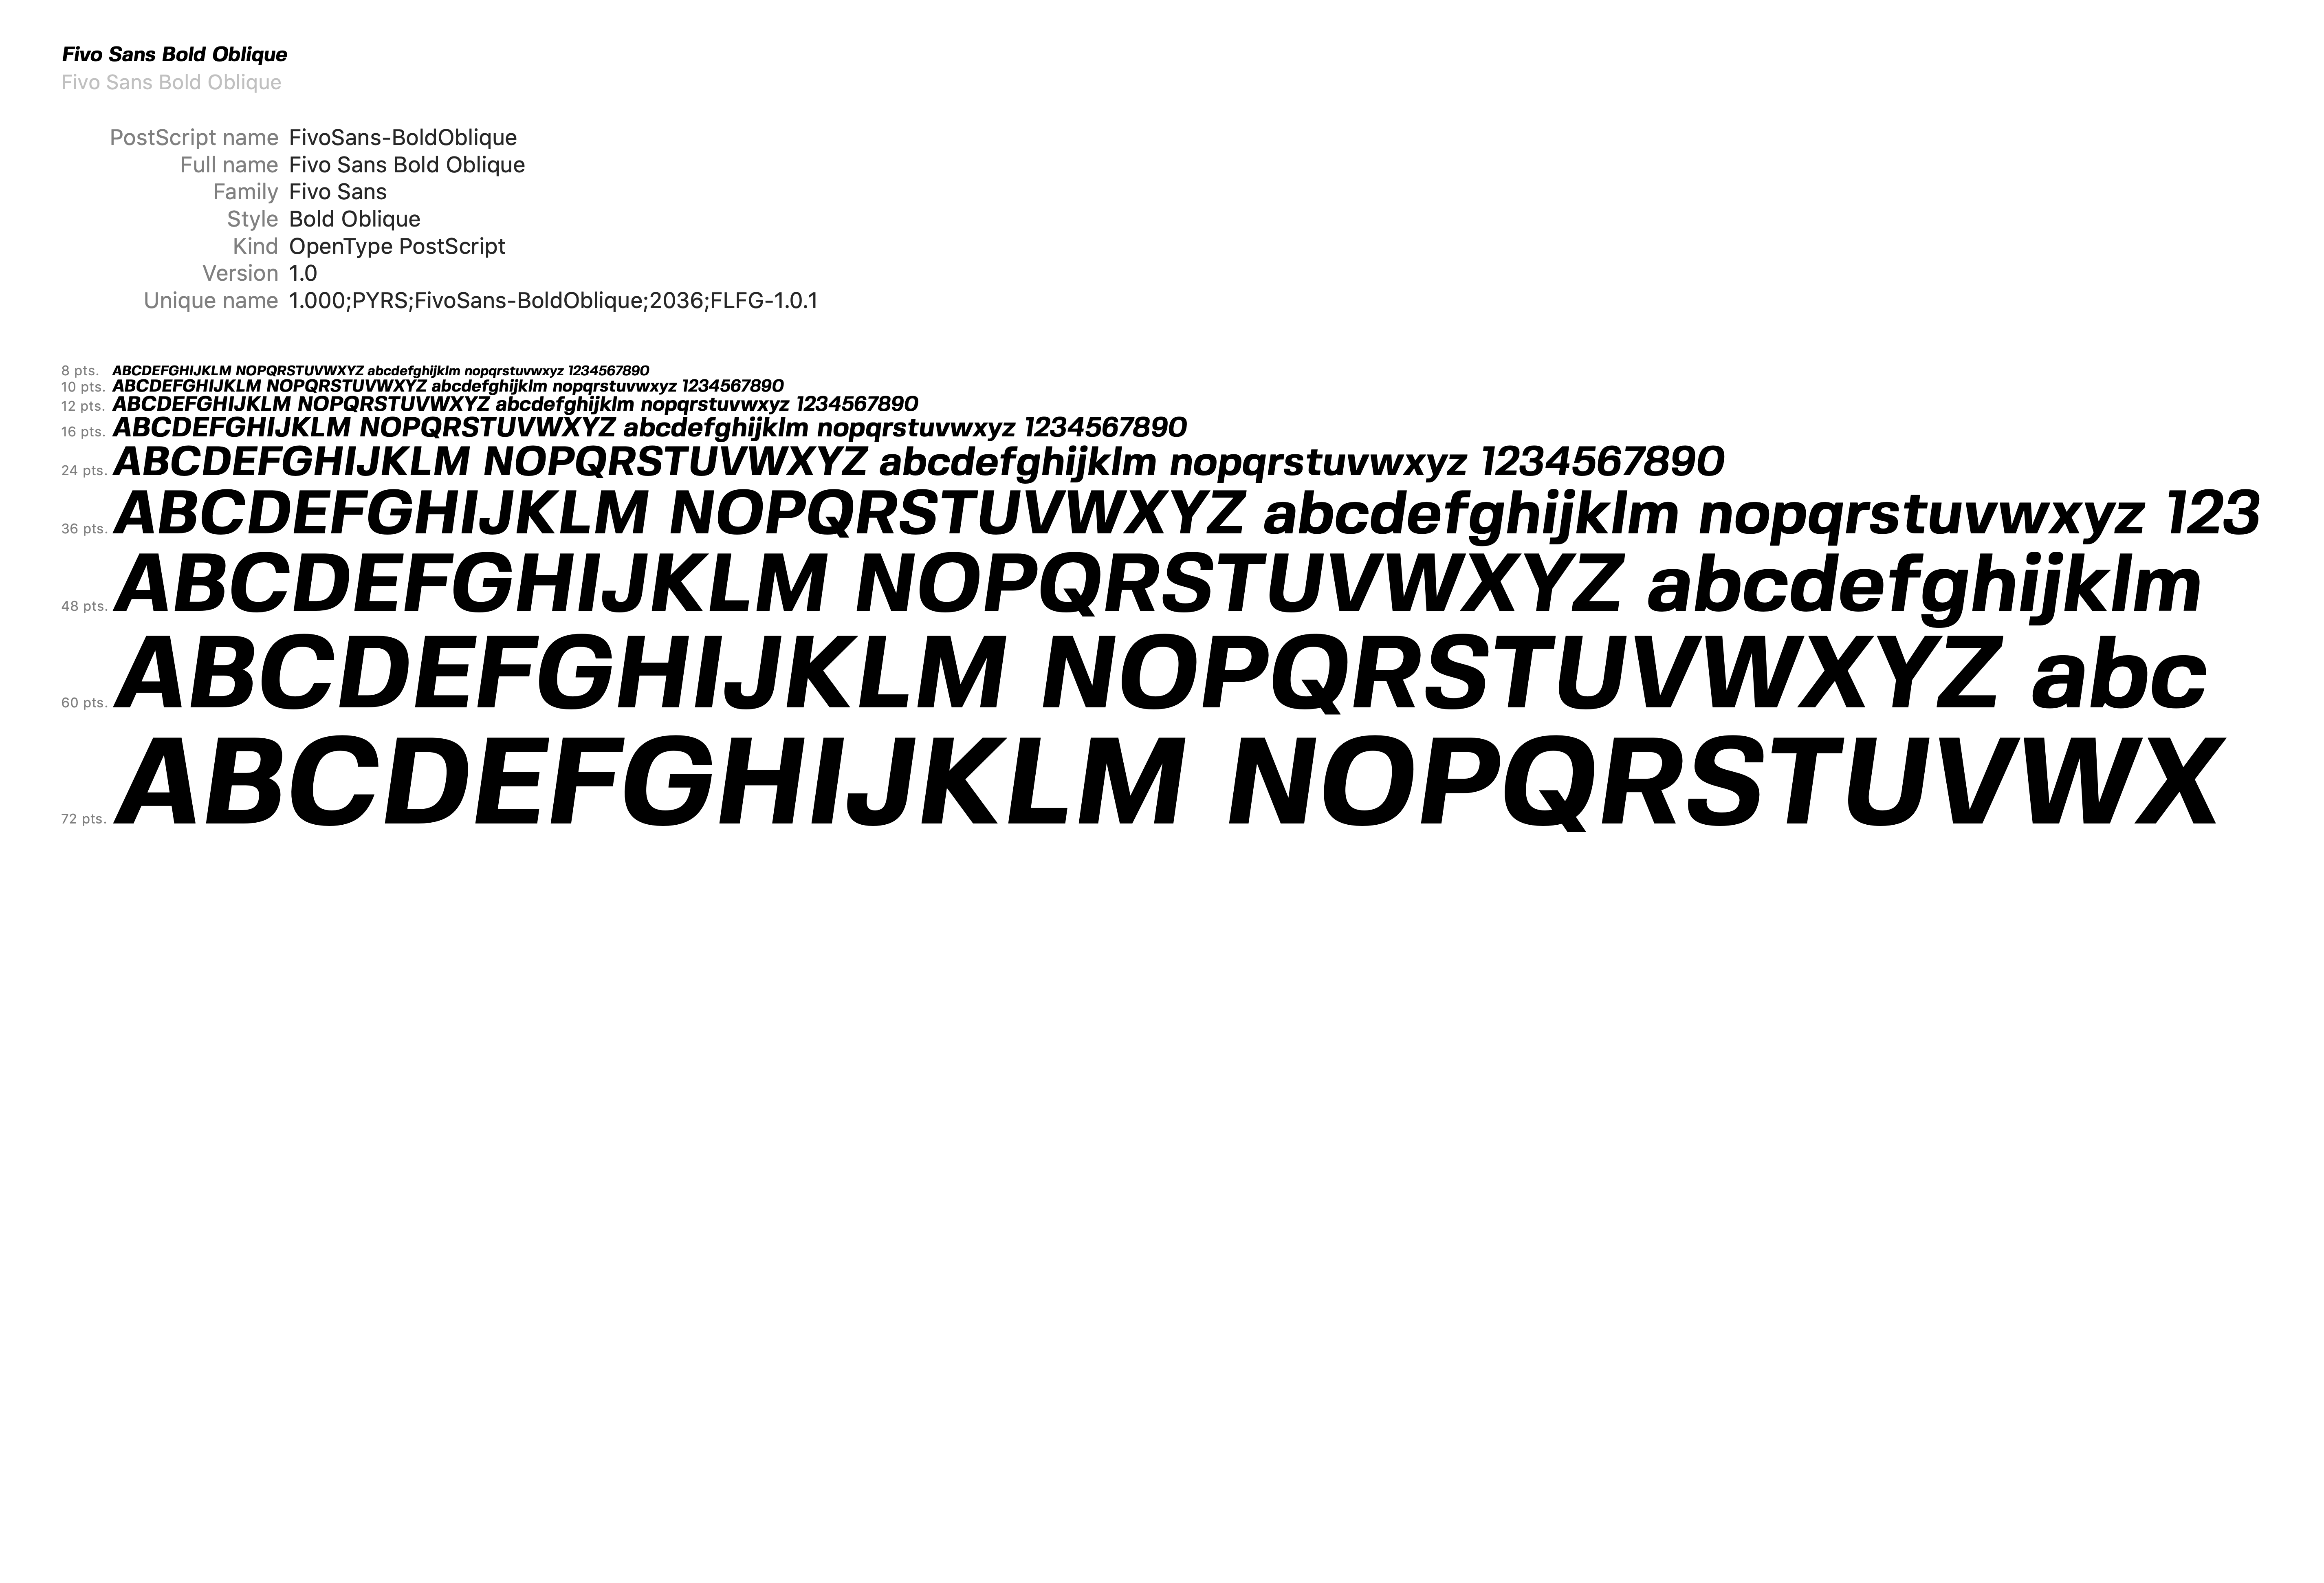 Fivo Sans Bold Oblique
Fivo Sans Bold Oblique
PostScript name FivoSans-BoldOblique
Full name Fivo Sans Bold Oblique
Family Fivo Sans
Style Bold Oblique
Kind OpenType PostScript
Version 1.0
Unique name 1.000;PYRS;FivoSans-BoldOblique;2036;FLFG-1.0.1
8 pts. ABCDEFGHIJKLM NOPQRSTUVWXYZ abcdefghijklm nopqrstuvwxyz 1234567890
10 pts. ABCDEFGHIJKLM NOPQRSTUVWXYZ abcdefghijklm nopqrstuvwxyz 1234567890
12 pts. ABCDEFGHIJKLM NOPQRSTUVWXYZ abcdefghijklm nopqrstuvwxyz 1234567890
16 pts. ABCDEFGHIJKLM NOPQRSTUVWXYZ abcdefghijklm nopqrstuvwxyz 1234567890
24 pts. ABCDEFGHIJKLM NOPQRSTUVWXYZ abcdefghijklm nopqrstuvwxyz 1234567890
36 pts. ABCDEFGHIJKLM NOPQRSTUVWXYZ abcdefghijklm nopqrstuvwxyz 123
48 pts. ABCDEFGHIJKLM NOPQRSTUVWXYZ abcdefghijklm
60 pts. ABCDEFGHIJKLM NOPQRSTUVWXYZ abc
72 pts. ABCDEFGHIJKLM NOPQRSTUVWX